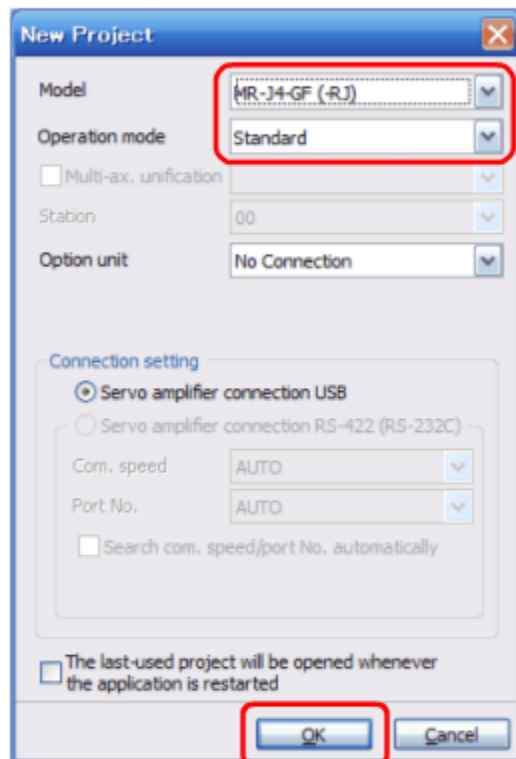 New Project
Model
MR-J4-GF (-RJ)
Operation mode
Standard
Multi-ax. unification
Station
00
Option unit
No Connection
Connection setting
Servo amplifier connection USB
Servo amplifier connection RS-422 (RS-232C)
Com. speed
AUTO
Port No.
AUTO
Search com. speed/port No. automatically
The last-used project will be opened whenever
the application is restarted
OK
Cancel